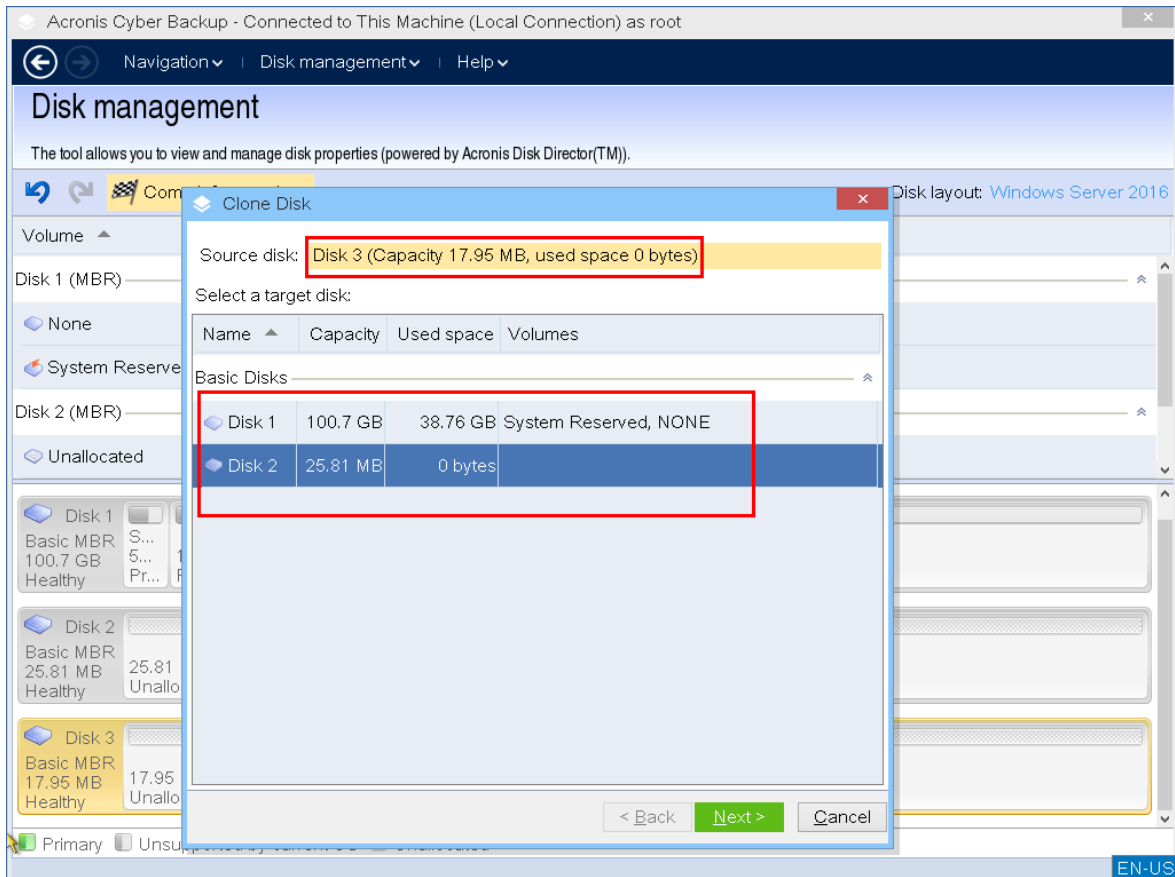 Acronis Cyber Backup - Connected to This Machine (Local Connection) as root
Navigation | Disk management | Help
Disk management
The tool allows you to view and manage disk properties (powered by Acronis Disk Director(TM)).
Disk layout: Windows Server 2016
Volume
Disk 1 (MBR)
None
System Reserve
Disk 2 (MBR)
Unallocated
Clone Disk
Source disk: Disk 3 (Capacity 17.95 MB, used space 0 bytes)
Select a target disk:
Name Capacity Used space Volumes
Basic Disks
Disk 1 100.7 GB 38.76 GB System Reserved, NONE
Disk 2 25.81 MB 0 bytes
< Back Next > Cancel
Disk 1
Basic MBR S...
100.7 GB 5...
Healthy Pr...
Disk 2
Basic MBR
25.81 MB 25.81
Healthy Unallo
Disk 3
Basic MBR
17.95 MB 17.95
Healthy Unallo
Primary
EN-US